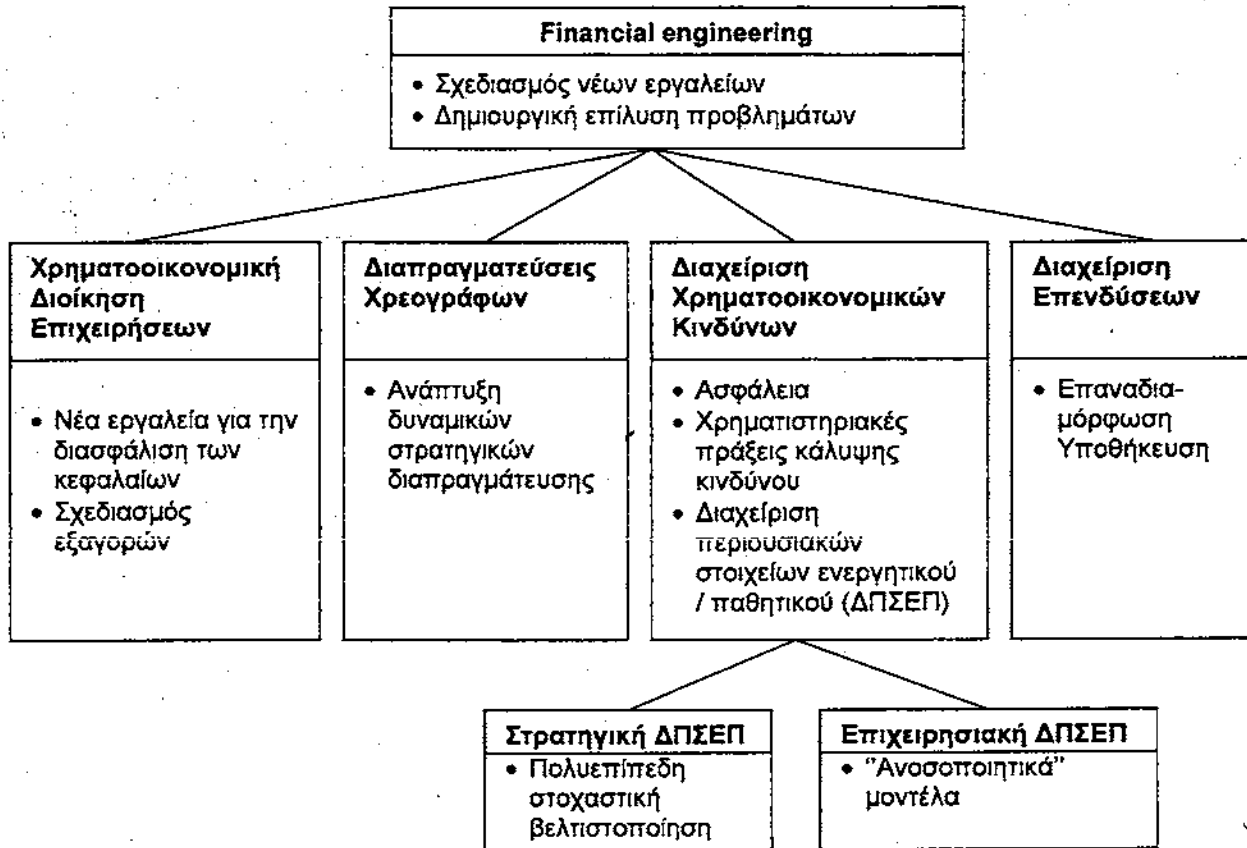 Financial engineering
• Σχεδιασμός νέων εργαλείων
• Δημιουργική επίλυση προβλημάτων
Χρηματοοικονομική
Διοίκηση
Επιχειρήσεων
• Νέα εργαλεία για την
διασφάλιση των
κεφαλαίων
• Σχεδιασμός
εξαγορών
Διαπραγματεύσεις
Χρεογράφων
• Ανάπτυξη
δυναμικών
στρατηγικών
διαπραγμάτευσης
Διαχείριση
Χρηματοοικονομικών
Κινδύνων
• Ασφάλεια
• Χρηματιστηριακές
πράξεις κάλυψης
κινδύνου
• Διαχείριση
περιουσιακών
στοιχείων ενεργητικού
/ παθητικού (ΔΠΣΕΠ)
Διαχείριση
Επενδύσεων
• Επαναδια-
μόρφωση
Υποθήκευση
Στρατηγική ΔΠΣΕΠ
• Πολυεπίπεδη
στοχαστική
βελτιστοποίηση
Επιχειρησιακή ΔΠΣΕΠ
• "Ανοσοποιητικά"
μοντέλα